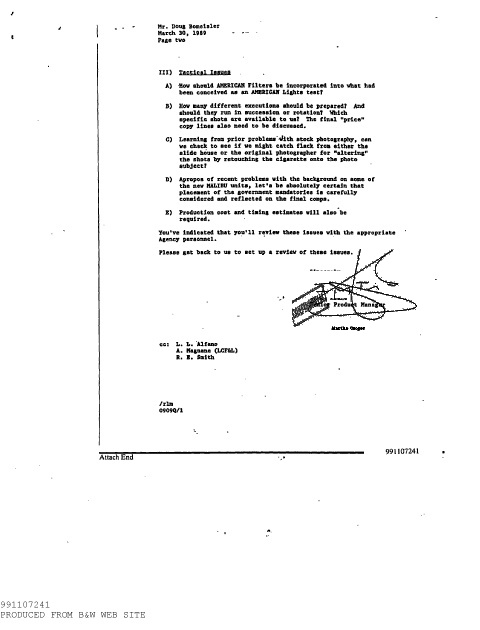 Mr. Doug Bomeisler
March 30, 1989
Page two
III) Tactical Issues
A) How should AMERICAN Filters be incorporated into what had
been conceived as an AMERICAN Lights test?
B) How many different executions should be prepared? And
should they run in succession or rotation? Which
specific shots are available to us? The final "price"
copy lines also need to be discussed.
C) Learning from prior problems with stock photography, can
we check to see if we might catch flack from either the
slide house or the original photographer for "altering"
the shots by retouching the cigarette onto the photo
subject?
D) Apropos of recent problems with the background on some of
the new MALIBU units, let's be absolutely certain that
placement of the government mandatories is carefully
considered and reflected on the final comps.
E) Production cost and timing estimates will also be
required.
You've indicated that you'll review these issues with the appropriate
Agency personnel.
Please get back to us to set up a review of these issues.
Product Manager
cc: L. L. Alfano
A. Magnane (LCF&L)
R. E. Smith
/rlm
0909Q/1
991107241
Attach End
991107241
PRODUCED FROM B&W WEB SITE